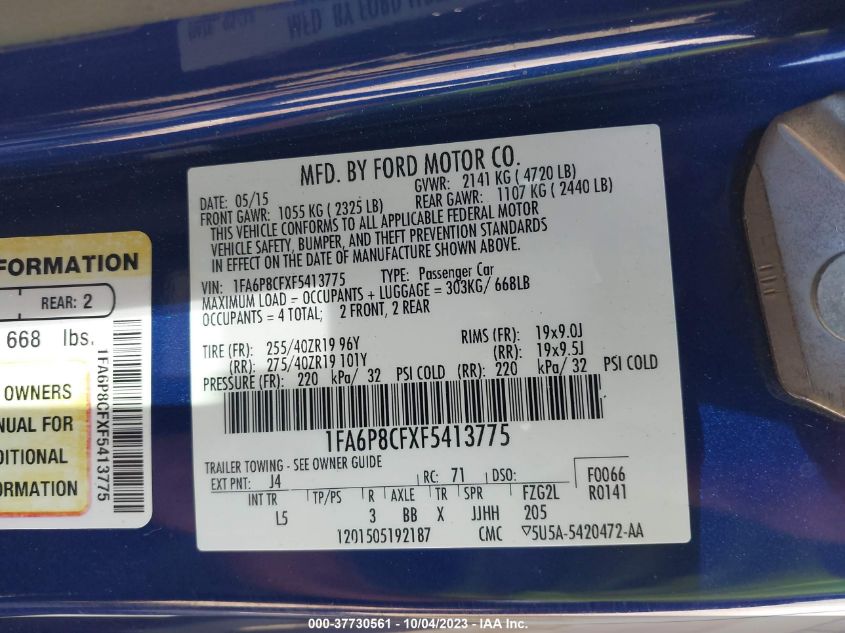 WED BY FORD
MFD. BY FORD MOTOR CO.
DATE: 05/15 GVWR: 2141 KG ( 4720 LB)
FRONT GAWR: 1055 KG ( 2325 LB) REAR GAWR: 1107 KG ( 2440 LB)
THIS VEHICLE CONFORMS TO ALL APPLICABLE FEDERAL MOTOR
VEHICLE SAFETY, BUMPER, AND THEFT PREVENTION STANDARDS
IN EFFECT ON THE DATE OF MANUFACTURE SHOWN ABOVE.
VIN: 1FA6P8CFXF5413775 TYPE: Passenger Car
MAXIMUM LOAD = OCCUPANTS + LUGGAGE = 303KG/ 668LB
OCCUPANTS = 4 TOTAL; 2 FRONT, 2 REAR
TIRE (FR): 255/40ZR19 96Y RIMS (FR): 19x9.0J
(RR): 275/40ZR19 101Y (RR): 19x9.5J
PRESSURE (FR): 220 kPa/ 32 PSI COLD (RR): 220 kPa/ 32 PSI COLD
1FA6P8CFXF5413775
TRAILER TOWING - SEE OWNER GUIDE
EXT PNT: J4 RC: 71 DSO: F0066
R0141
INT TR TP/PS R AXLE TR SPR FZG2L
L5 3 BB X JJHH 205
1201505192187 CMC ▽5U5A-5420472-AA
FORMATION
REAR: 2
668 lbs.
OWNERS
NUAL FOR
DITIONAL
ORMATION
1FA6P8CFXF5413775
000-37730561 - 10/04/2023 - IAA Inc.